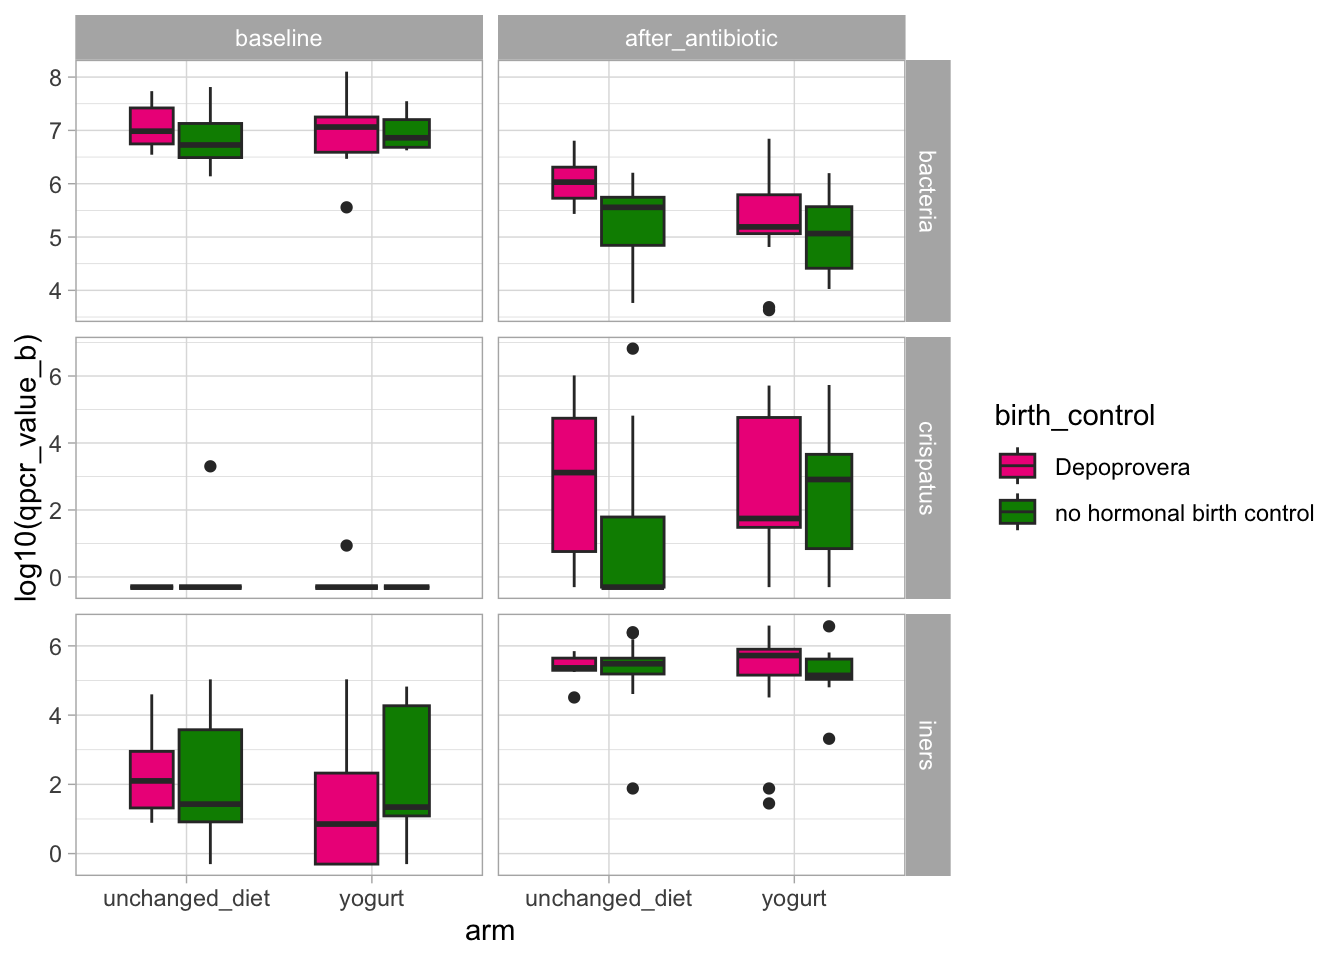 baseline
after_antibiotic
8
7
6
5
4
bacteria
6
4
2
0
crispatus
6
4
2
0
iners
log10(qpcr_value_b)
unchanged_diet
yogurt
unchanged_diet
yogurt
arm
birth_control
Depoprovera
no hormonal birth control